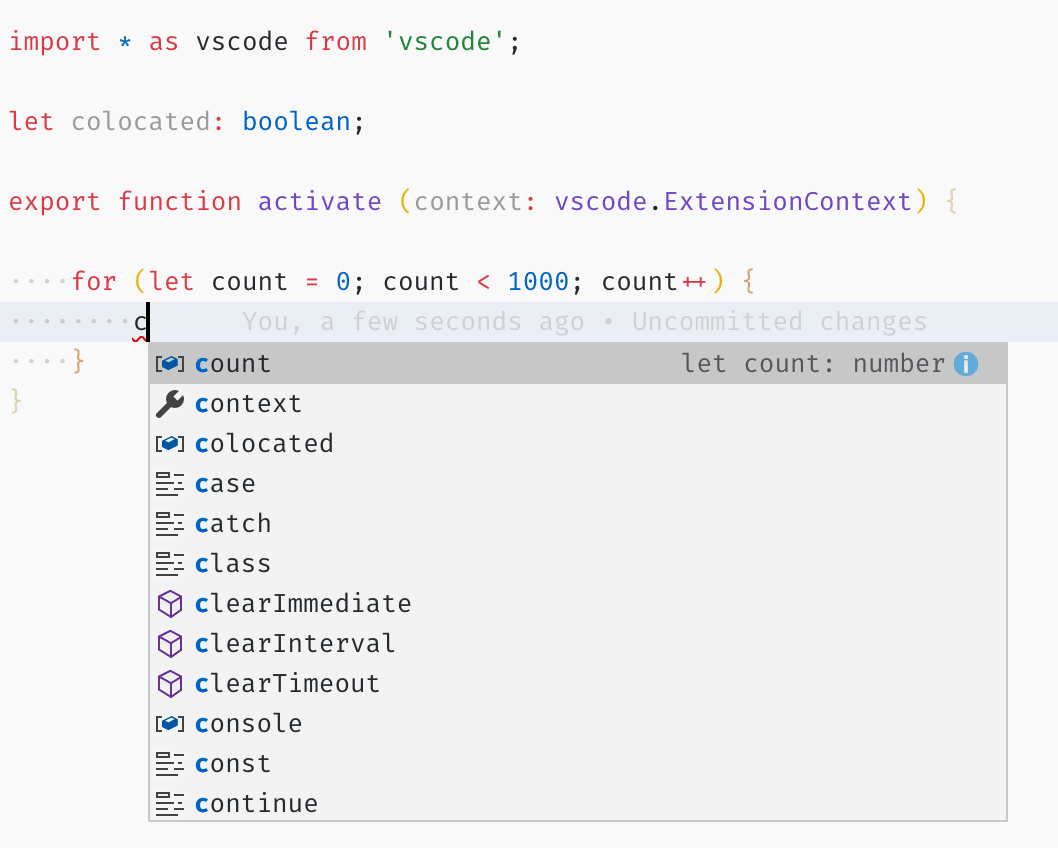 import * as vscode from 'vscode';
let colocated: boolean;
export function activate (context: vscode.ExtensionContext) {
····for (let count = 0; count < 1000; count++) {
········c You, a few seconds ago • Uncommitted changes
····}
}
count let count: number
context
colocated
case
catch
class
clearImmediate
clearInterval
clearTimeout
console
const
continue